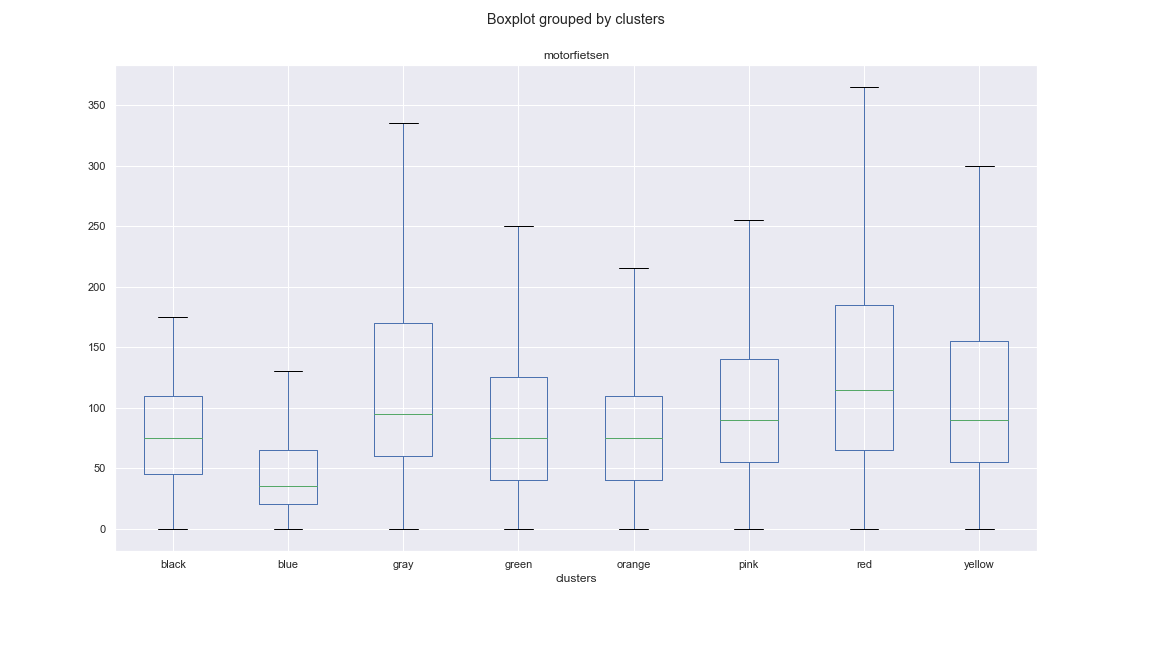 Boxplot grouped by clusters
motorfietsen
350
300
250
200
150
100
50
0
black blue gray green orange pink red yellow
clusters